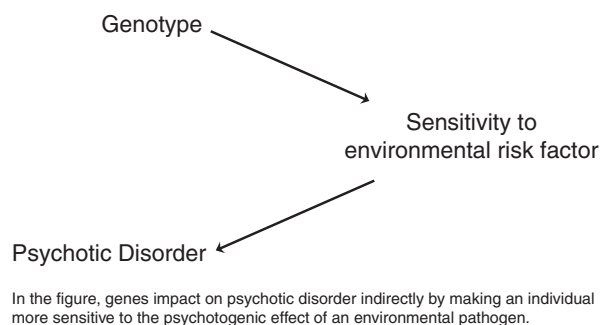 Genotype
Sensitivity to
environmental risk factor
Psychotic Disorder
In the figure, genes impact on psychotic disorder indirectly by making an individual
more sensitive to the psychotogenic effect of an environmental pathogen.